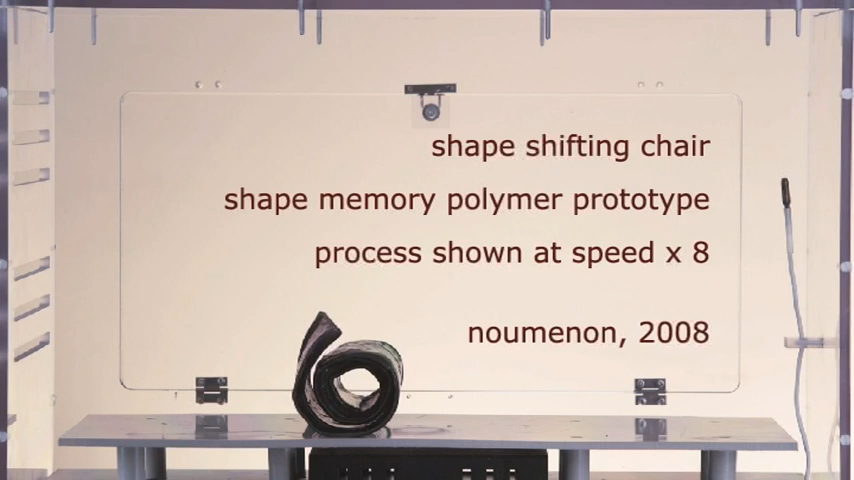 shape shifting chair
shape memory polymer prototype
process shown at speed x 8
noumenon, 2008